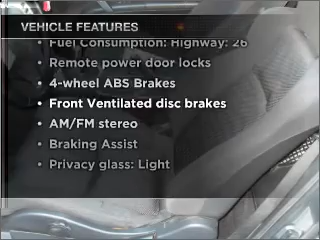 VEHICLE FEATURES
• Fuel Consumption: Highway: 26
• Remote power door locks
• 4-wheel ABS Brakes
• Front Ventilated disc brakes
• AM/FM stereo
• Braking Assist
• Privacy glass: Light